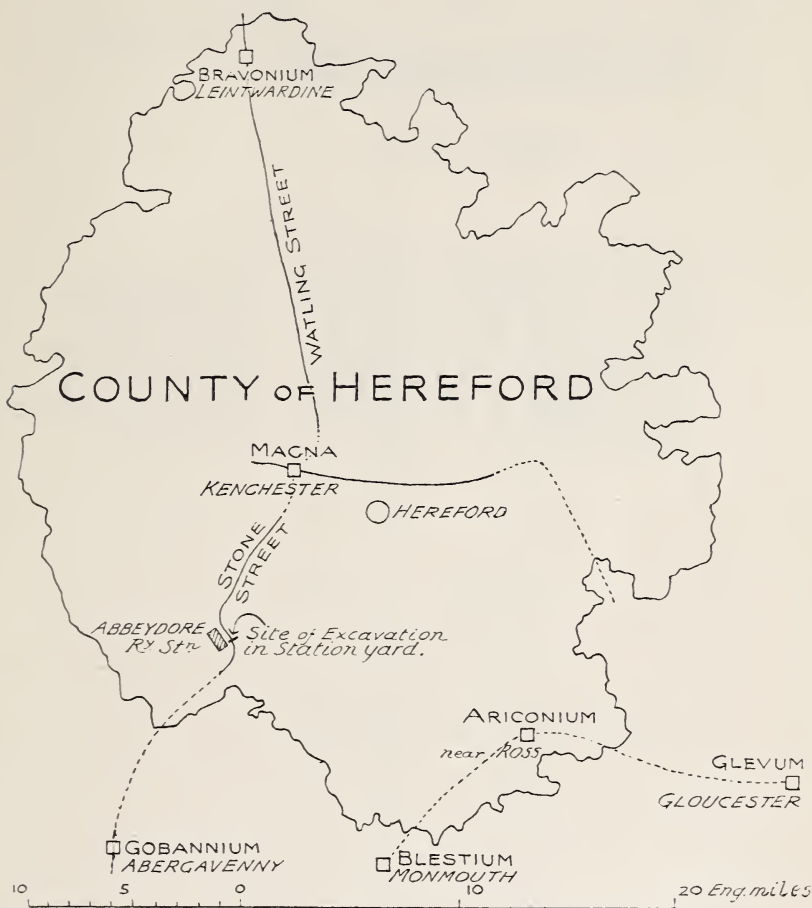 BRAVONIUM
LEINTWARDINE
WATLING STREET
COUNTY OF HEREFORD
MAGNA
KENCHESTER
HEREFORD
STONE
STREET
ABBEYDORE
Ry. Stn
Site of Excavation
in Station yard.
ARICONIUM
near ROSS
GLEVUM
GLOUCESTER
GOBANNIUM
ABERGAVENNY
BLESTIUM
MONMOUTH
10 5 0 10 20 Eng. miles